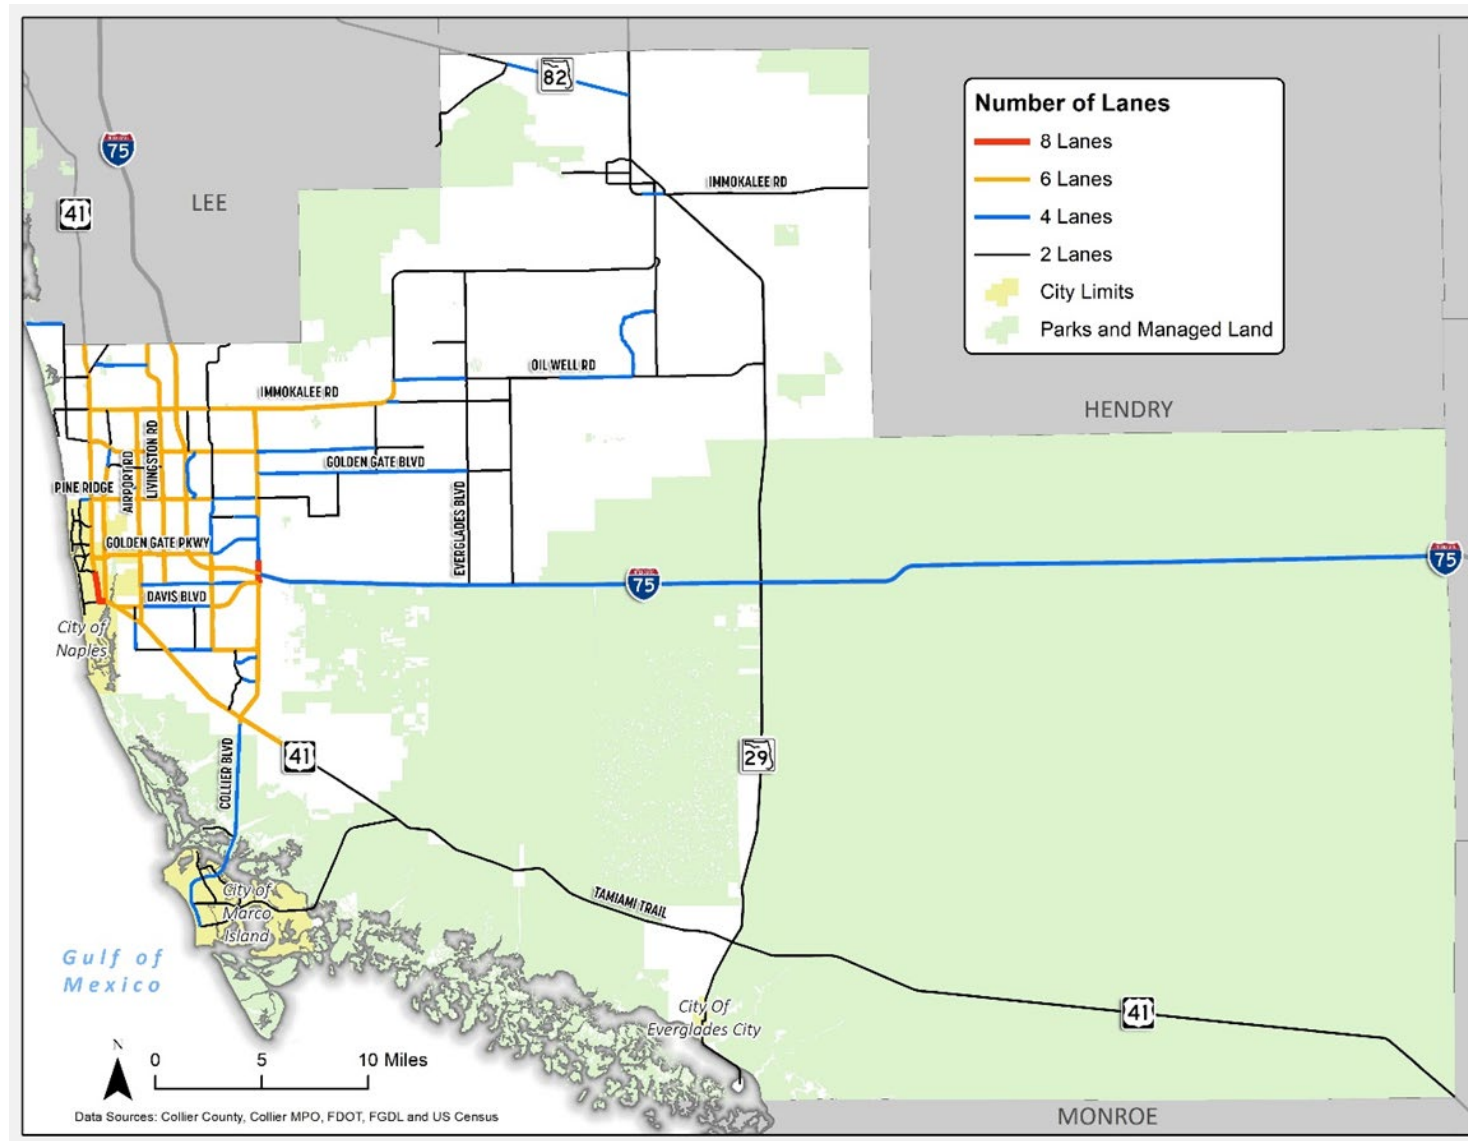 82
75
LEE
41
IMMOKALEE RD
Number of Lanes
8 Lanes
6 Lanes
4 Lanes
2 Lanes
City Limits
Parks and Managed Land
OIL WELL RD
IMMOKALEE RD
HENDRY
LIVINGSTON RD
AIRPORT RD
GOLDEN GATE BLVD
PINE RIDGE
EVERGLADES BLVD
GOLDEN GATE PKWY
75
75
DAVIS BLVD
City of
Naples
41
29
COLLIER BLVD
City of
Marco
Island
TAMIAMI TRAIL
Gulf of
Mexico
City Of
Everglades City
41
N
0 5 10 Miles
Data Sources: Collier County, Collier MPO, FDOT, FGDL and US Census
MONROE